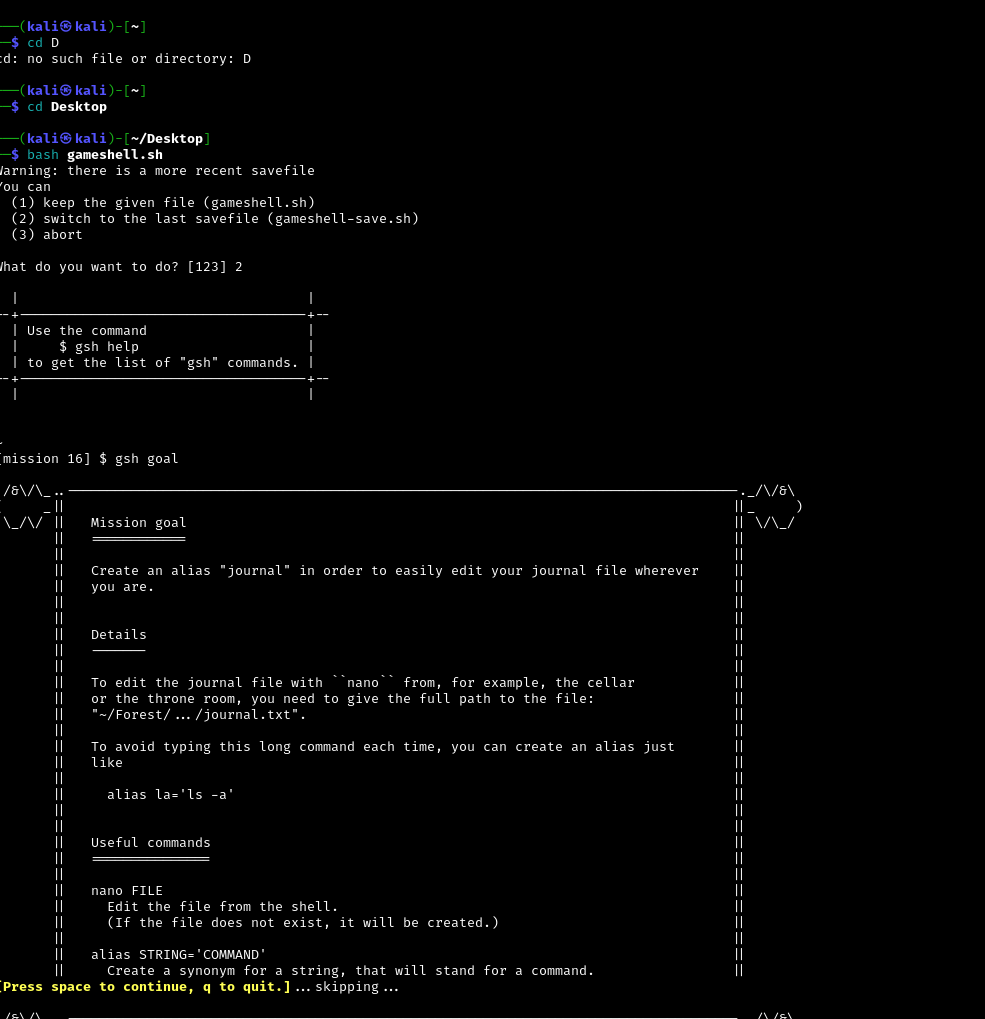 ──(kali㉿kali)-[~]
─$ cd D
cd: no such file or directory: D
──(kali㉿kali)-[~]
─$ cd Desktop
──(kali㉿kali)-[~/Desktop]
─$ bash gameshell.sh
Warning: there is a more recent savefile
You can
(1) keep the given file (gameshell.sh)
(2) switch to the last savefile (gameshell-save.sh)
(3) abort
What do you want to do? [123] 2
Use the command
$ gsh help
to get the list of "gsh" commands.
~
[mission 16] $ gsh goal
Mission goal
============
Create an alias "journal" in order to easily edit your journal file wherever
you are.
Details
-------
To edit the journal file with ``nano`` from, for example, the cellar
or the throne room, you need to give the full path to the file:
"~/Forest/.../journal.txt".
To avoid typing this long command each time, you can create an alias just
like
alias la='ls -a'
Useful commands
===============
nano FILE
Edit the file from the shell.
(If the file does not exist, it will be created.)
alias STRING='COMMAND'
Create a synonym for a string, that will stand for a command.
[Press space to continue, q to quit.]...skipping...